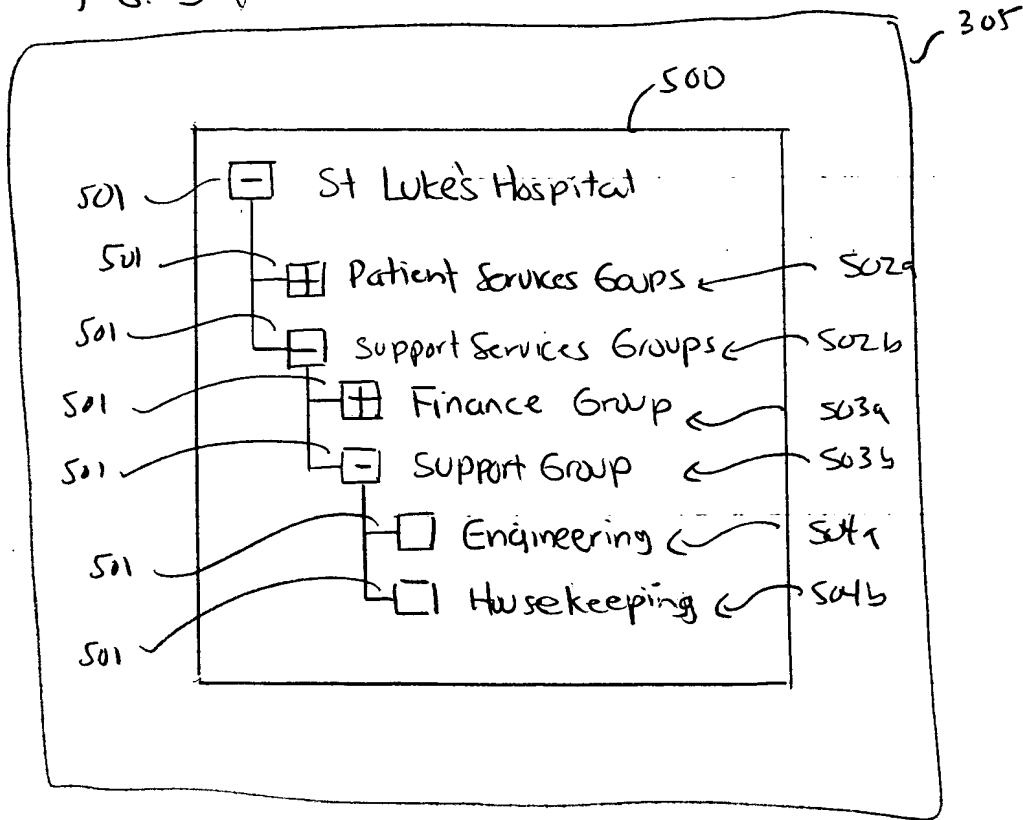 305
500
501 - St Luke's Hospital
501 + Patient Services Goups 502a
501 - Support Services Groups 502b
501 + Finance Group 503a
501 - Support Group 503b
501 Engineering 504a
501 Housekeeping 504b